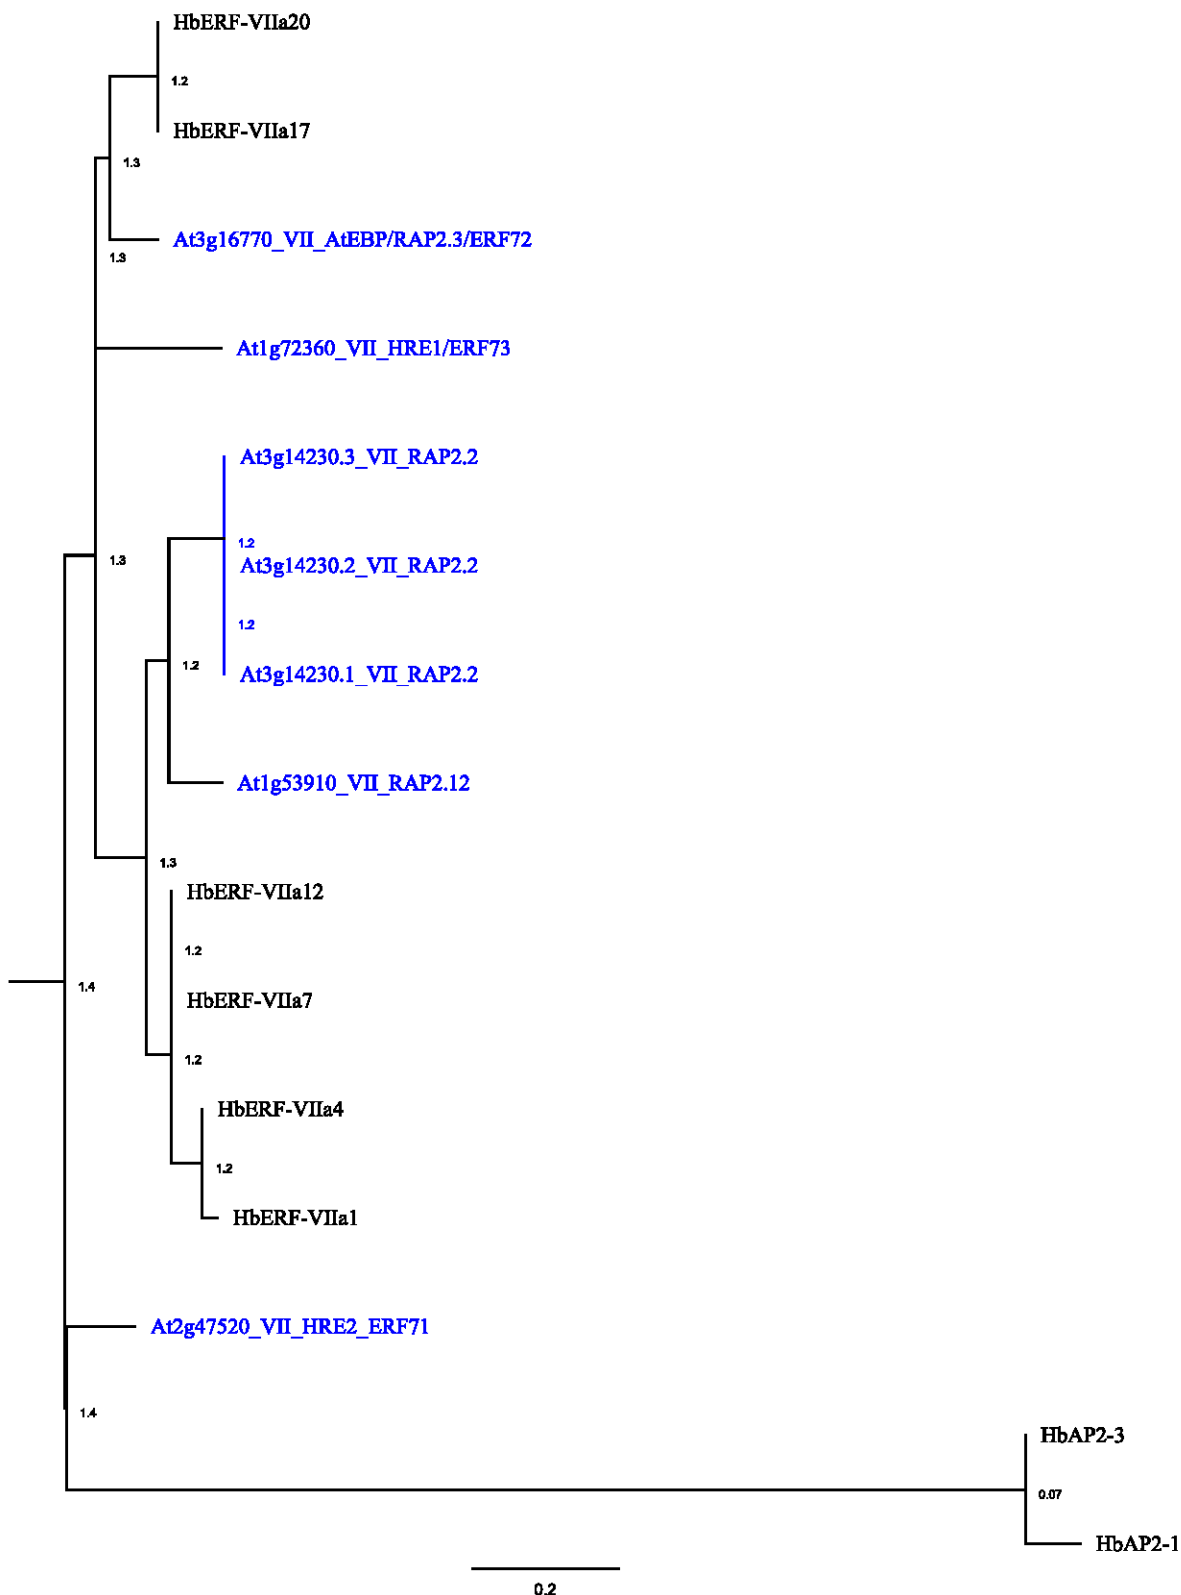 HbERF-VIIa20
1.2
HbERF-VIIa17
1.3
At3g16770_VII_AtEBP/RAP2.3/ERF72
1.3
At1g72360_VII_HRE1/ERF73
At3g14230.3_VII_RAP2.2
1.2
1.3
At3g14230.2_VII_RAP2.2
1.2
1.2
At3g14230.1_VII_RAP2.2
At1g53910_VII_RAP2.12
1.3
HbERF-VIIa12
1.2
1.4
HbERF-VIIa7
1.2
HbERF-VIIa4
1.2
HbERF-VIIa1
At2g47520_VII_HRE2_ERF71
1.4
HbAP2-3
0.07
HbAP2-1
0.2